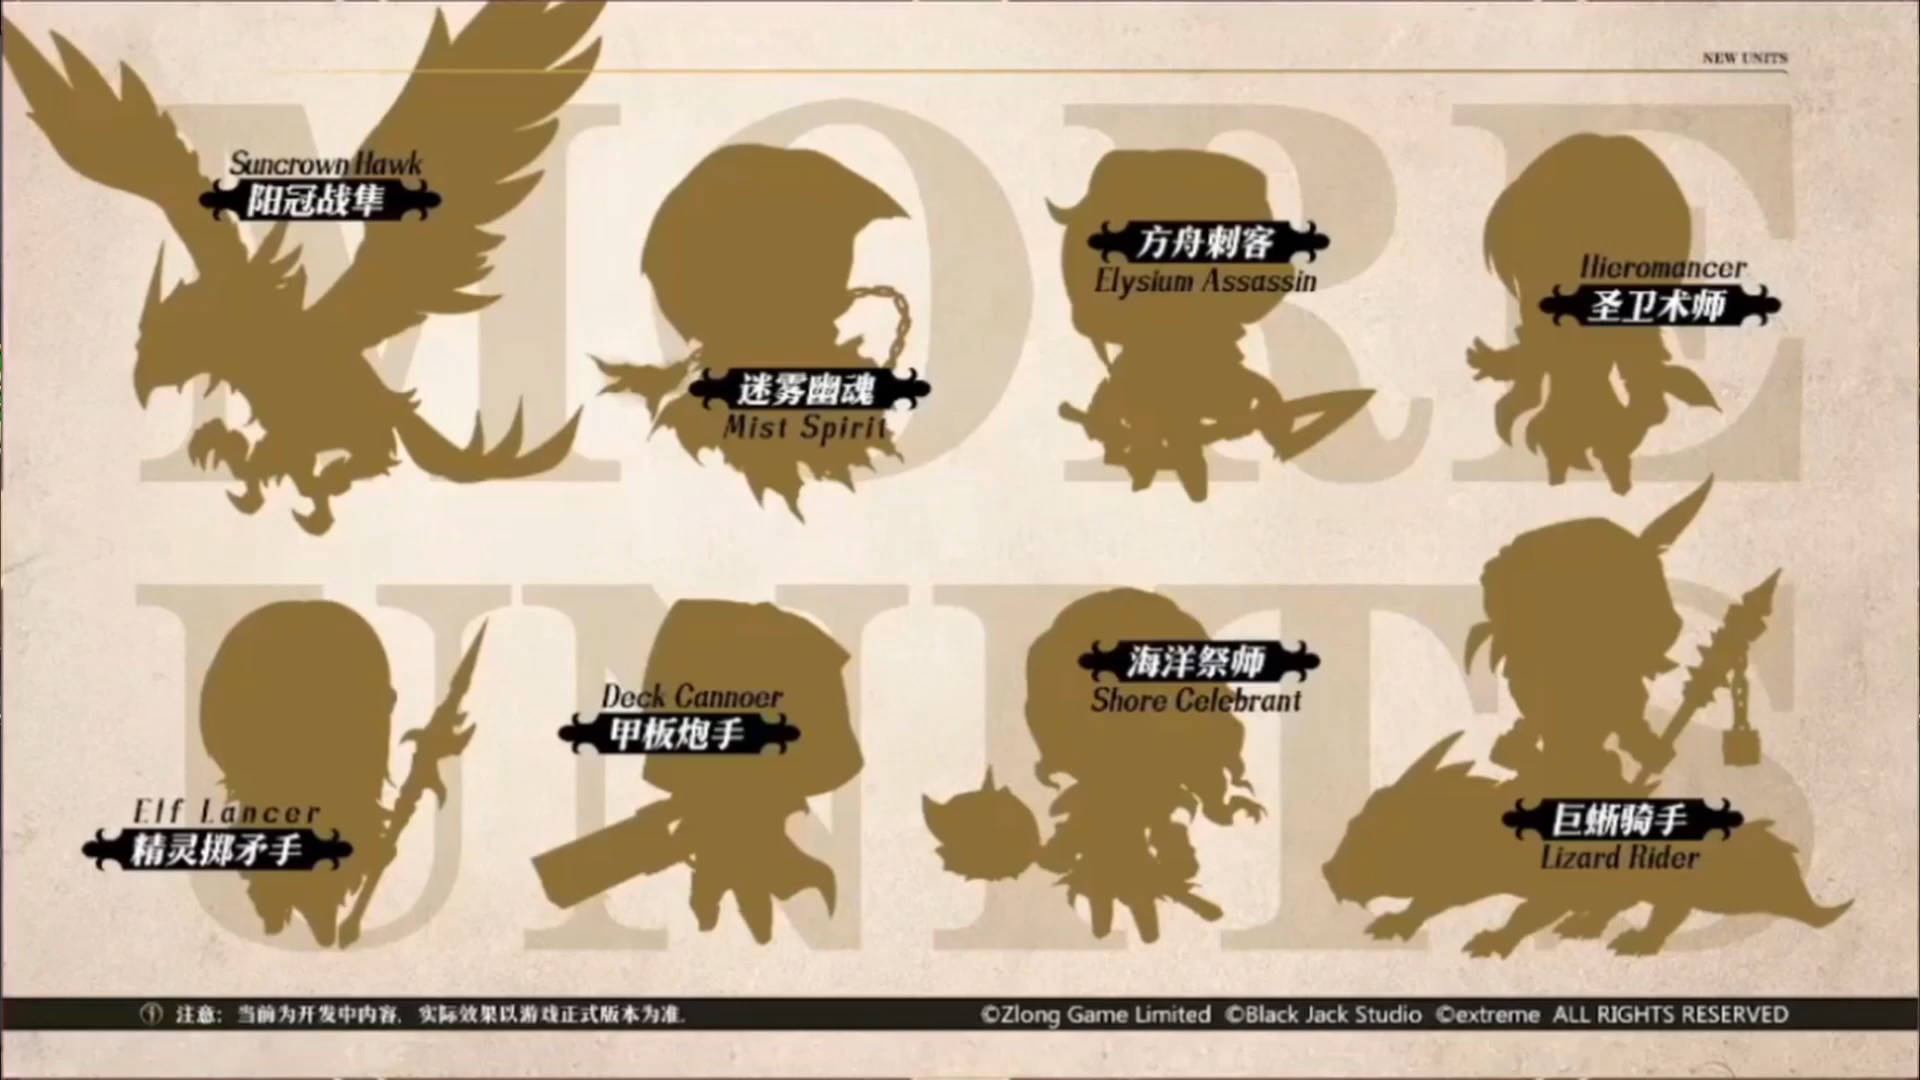 NEW UNITS
MORE
Suncrown Hawk
阳冠战隼
迷雾幽魂
Mist Spirit
方舟刺客
Elysium Assassin
Hieromancer
圣卫术师
UNITS
Elf Lancer
精灵掷矛手
Deck Cannoer
甲板炮手
海洋祭师
Shore Celebrant
巨蜥骑手
Lizard Rider
① 注意：当前为开发中内容，实际效果以游戏正式版本为准。
©Zlong Game Limited ©Black Jack Studio ©extreme ALL RIGHTS RESERVED